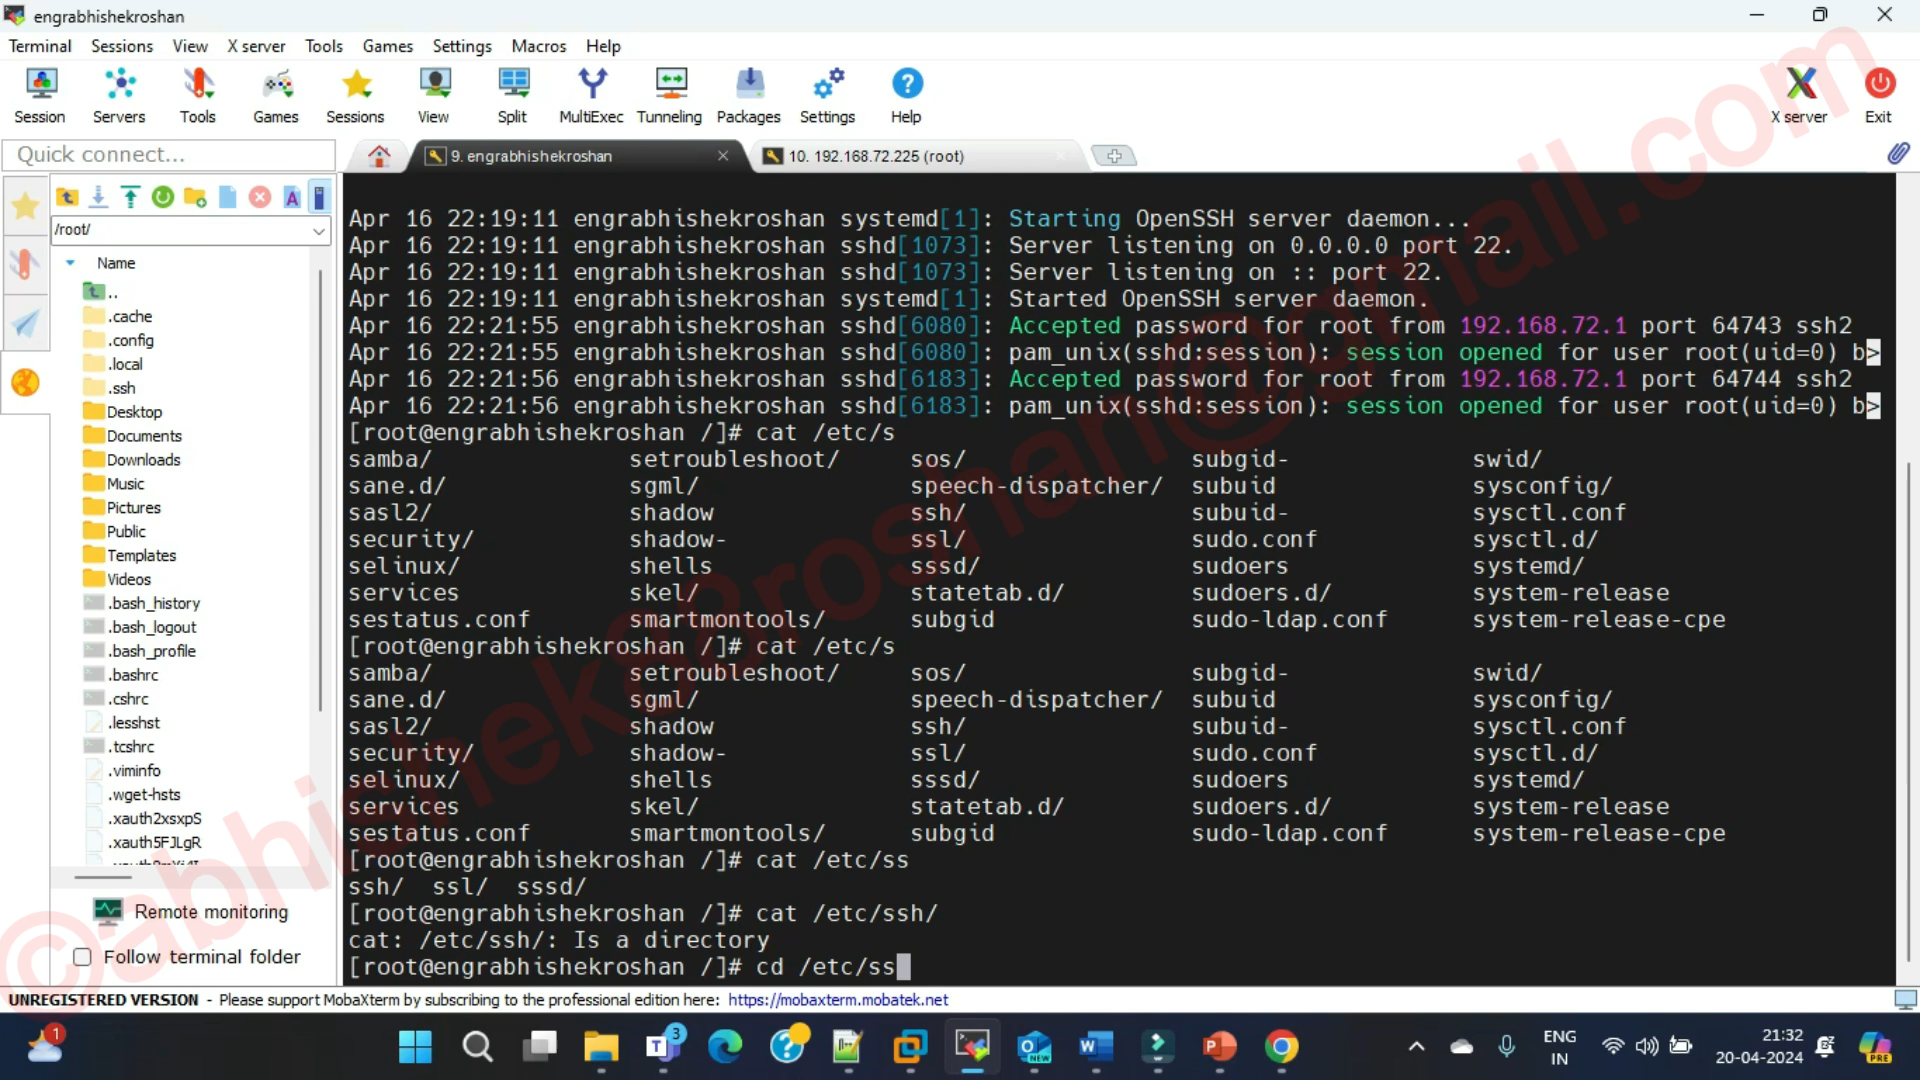 engrabhishekroshan
Terminal Sessions View X server Tools Games Settings Macros Help
Session Servers Tools Games Sessions View Split MultiExec Tunneling Packages Settings Help X server Exit
Quick connect...
9. engrabhishekroshan
10. 192.168.72.225 (root)
/root/
Name
..
.cache
.config
.local
.ssh
Desktop
Documents
Downloads
Music
Pictures
Public
Templates
Videos
.bash_history
.bash_logout
.bash_profile
.bashrc
.cshrc
.lesshst
.tcshrc
.viminfo
.wget-hsts
.xauth2xsxpS
.xauth5FJLgR
Remote monitoring
Follow terminal folder
Apr 16 22:19:11 engrabhishekroshan systemd[1]: Starting OpenSSH server daemon...
Apr 16 22:19:11 engrabhishekroshan sshd[1073]: Server listening on 0.0.0.0 port 22.
Apr 16 22:19:11 engrabhishekroshan sshd[1073]: Server listening on :: port 22.
Apr 16 22:19:11 engrabhishekroshan systemd[1]: Started OpenSSH server daemon.
Apr 16 22:21:55 engrabhishekroshan sshd[6080]: Accepted password for root from 192.168.72.1 port 64743 ssh2
Apr 16 22:21:55 engrabhishekroshan sshd[6080]: pam_unix(sshd:session): session opened for user root(uid=0) b>
Apr 16 22:21:56 engrabhishekroshan sshd[6183]: Accepted password for root from 192.168.72.1 port 64744 ssh2
Apr 16 22:21:56 engrabhishekroshan sshd[6183]: pam_unix(sshd:session): session opened for user root(uid=0) b>
[root@engrabhishekroshan /]# cat /etc/s
samba/ setroubleshoot/ sos/ subgid- swid/
sane.d/ sgml/ speech-dispatcher/ subuid sysconfig/
sasl2/ shadow ssh/ subuid- sysctl.conf
security/ shadow- ssl/ sudo.conf sysctl.d/
selinux/ shells sssd/ sudoers systemd/
services skel/ statetab.d/ sudoers.d/ system-release
sestatus.conf smartmontools/ subgid sudo-ldap.conf system-release-cpe
[root@engrabhishekroshan /]# cat /etc/s
samba/ setroubleshoot/ sos/ subgid- swid/
sane.d/ sgml/ speech-dispatcher/ subuid sysconfig/
sasl2/ shadow ssh/ subuid- sysctl.conf
security/ shadow- ssl/ sudo.conf sysctl.d/
selinux/ shells sssd/ sudoers systemd/
services skel/ statetab.d/ sudoers.d/ system-release
sestatus.conf smartmontools/ subgid sudo-ldap.conf system-release-cpe
[root@engrabhishekroshan /]# cat /etc/ss
ssh/ ssl/ sssd/
[root@engrabhishekroshan /]# cat /etc/ssh/
cat: /etc/ssh/: Is a directory
[root@engrabhishekroshan /]# cd /etc/ss
©abhishek92roshan@gmail.com
UNREGISTERED VERSION - Please support MobaXterm by subscribing to the professional edition here: https://mobaxterm.mobatek.net
1
3
ENG
IN
21:32
20-04-2024